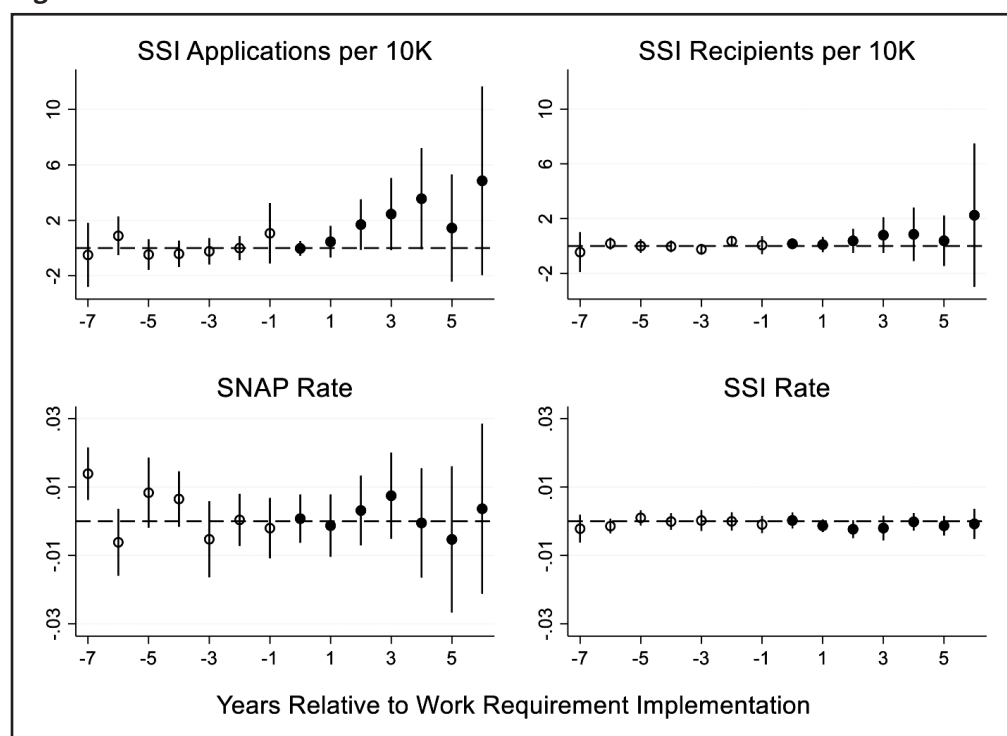 SSI Applications per 10K
10
6
2
-2
-7 -5 -3 -1 1 3 5
SSI Recipients per 10K
10
6
2
-2
-7 -5 -3 -1 1 3 5
SNAP Rate
.03
.01
-.01
-.03
-7 -5 -3 -1 1 3 5
SSI Rate
.03
.01
-.01
-.03
-7 -5 -3 -1 1 3 5
Years Relative to Work Requirement Implementation